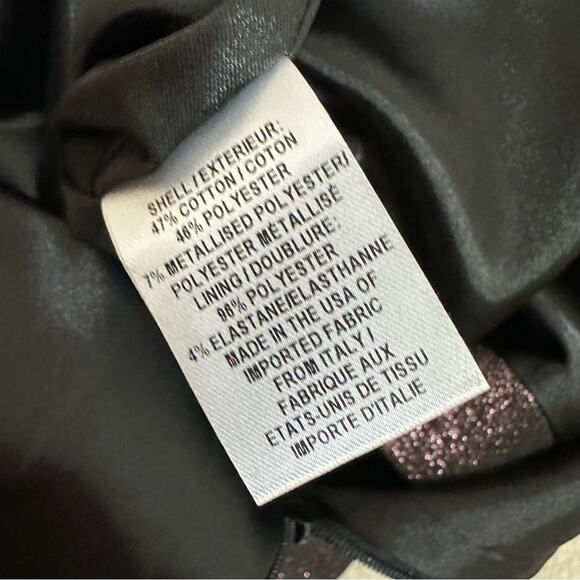 SHELL/EXTERIEUR:
47% COTTON/COTON
46% POLYESTER
7% METALLISED POLYESTER/
POLYESTER MÉTALLISÉ
LINING/DOUBLURE:
96% POLYESTER
4% ELASTANE/ELASTHANNE
MADE IN THE USA OF
IMPORTED FABRIC
FROM ITALY/
FABRIQUE AUX
ETATS-UNIS DE TISSU
IMPORTE D'ITALIE